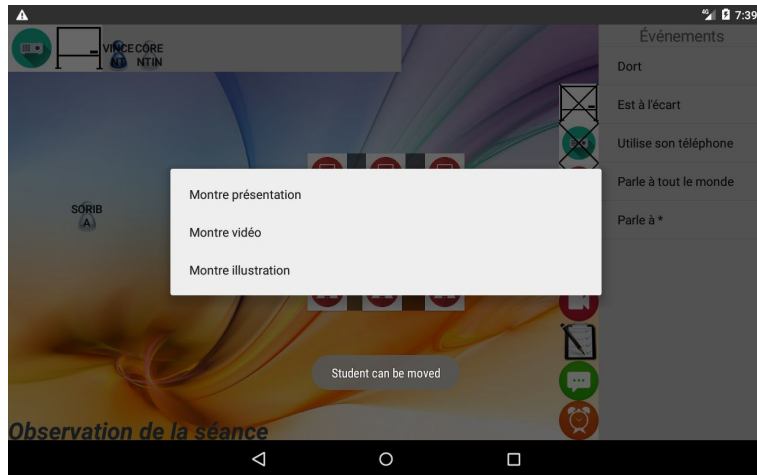 4G 7:39
VINCE CORE
NT NTIN
Événements
Dort
Est à l'écart
Utilise son téléphone
Parle à tout le monde
Parle à *
SORIB
A
Montre présentation
Montre vidéo
Montre illustration
Student can be moved
Observation de la séance